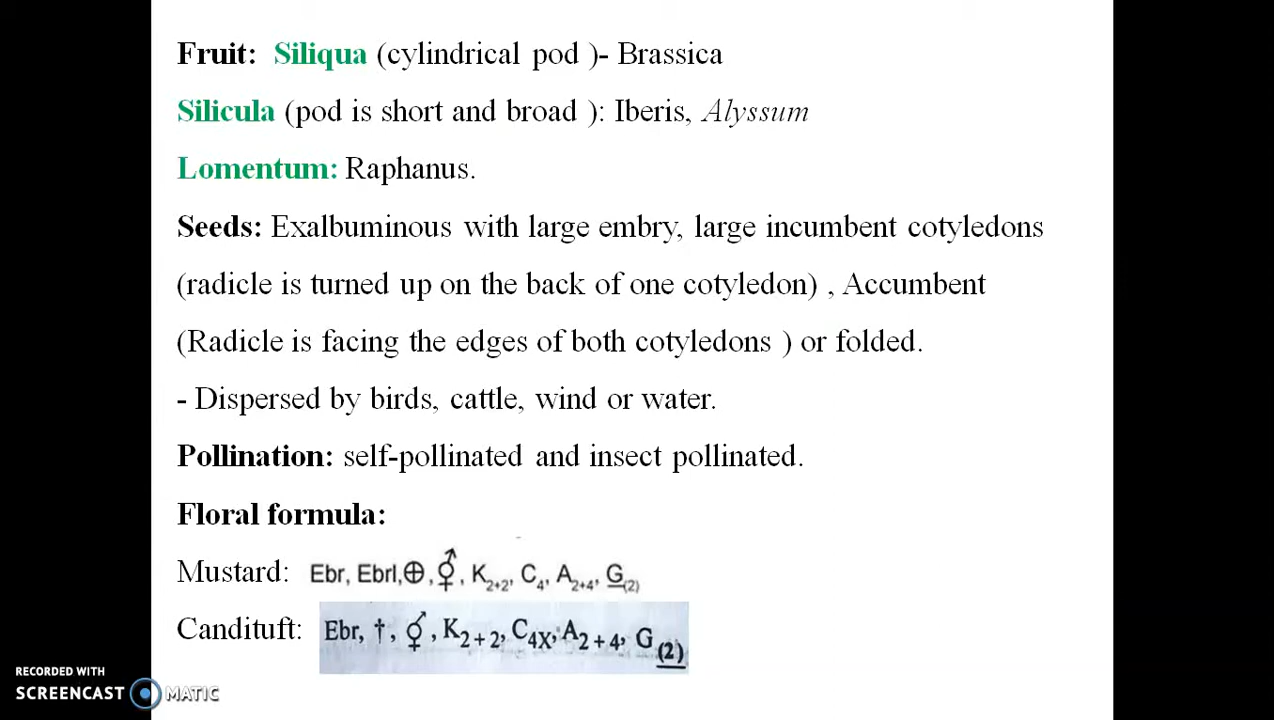 Fruit: Siliqua (cylindrical pod )- Brassica
Silicula (pod is short and broad ): Iberis, Alyssum
Lomentum: Raphanus.
Seeds: Exalbuminous with large embry, large incumbent cotyledons
(radicle is turned up on the back of one cotyledon) , Accumbent
(Radicle is facing the edges of both cotyledons ) or folded.
- Dispersed by birds, cattle, wind or water.
Pollination: self-pollinated and insect pollinated.
Floral formula:
Mustard: Ebr, Ebrl,⊕,⚥, K2+2, C4, A2+4, G(2)
Candituft: Ebr, †, ⚥, K2+2, C4X, A2+4, G(2)
RECORDED WITH
SCREENCAST MATIC